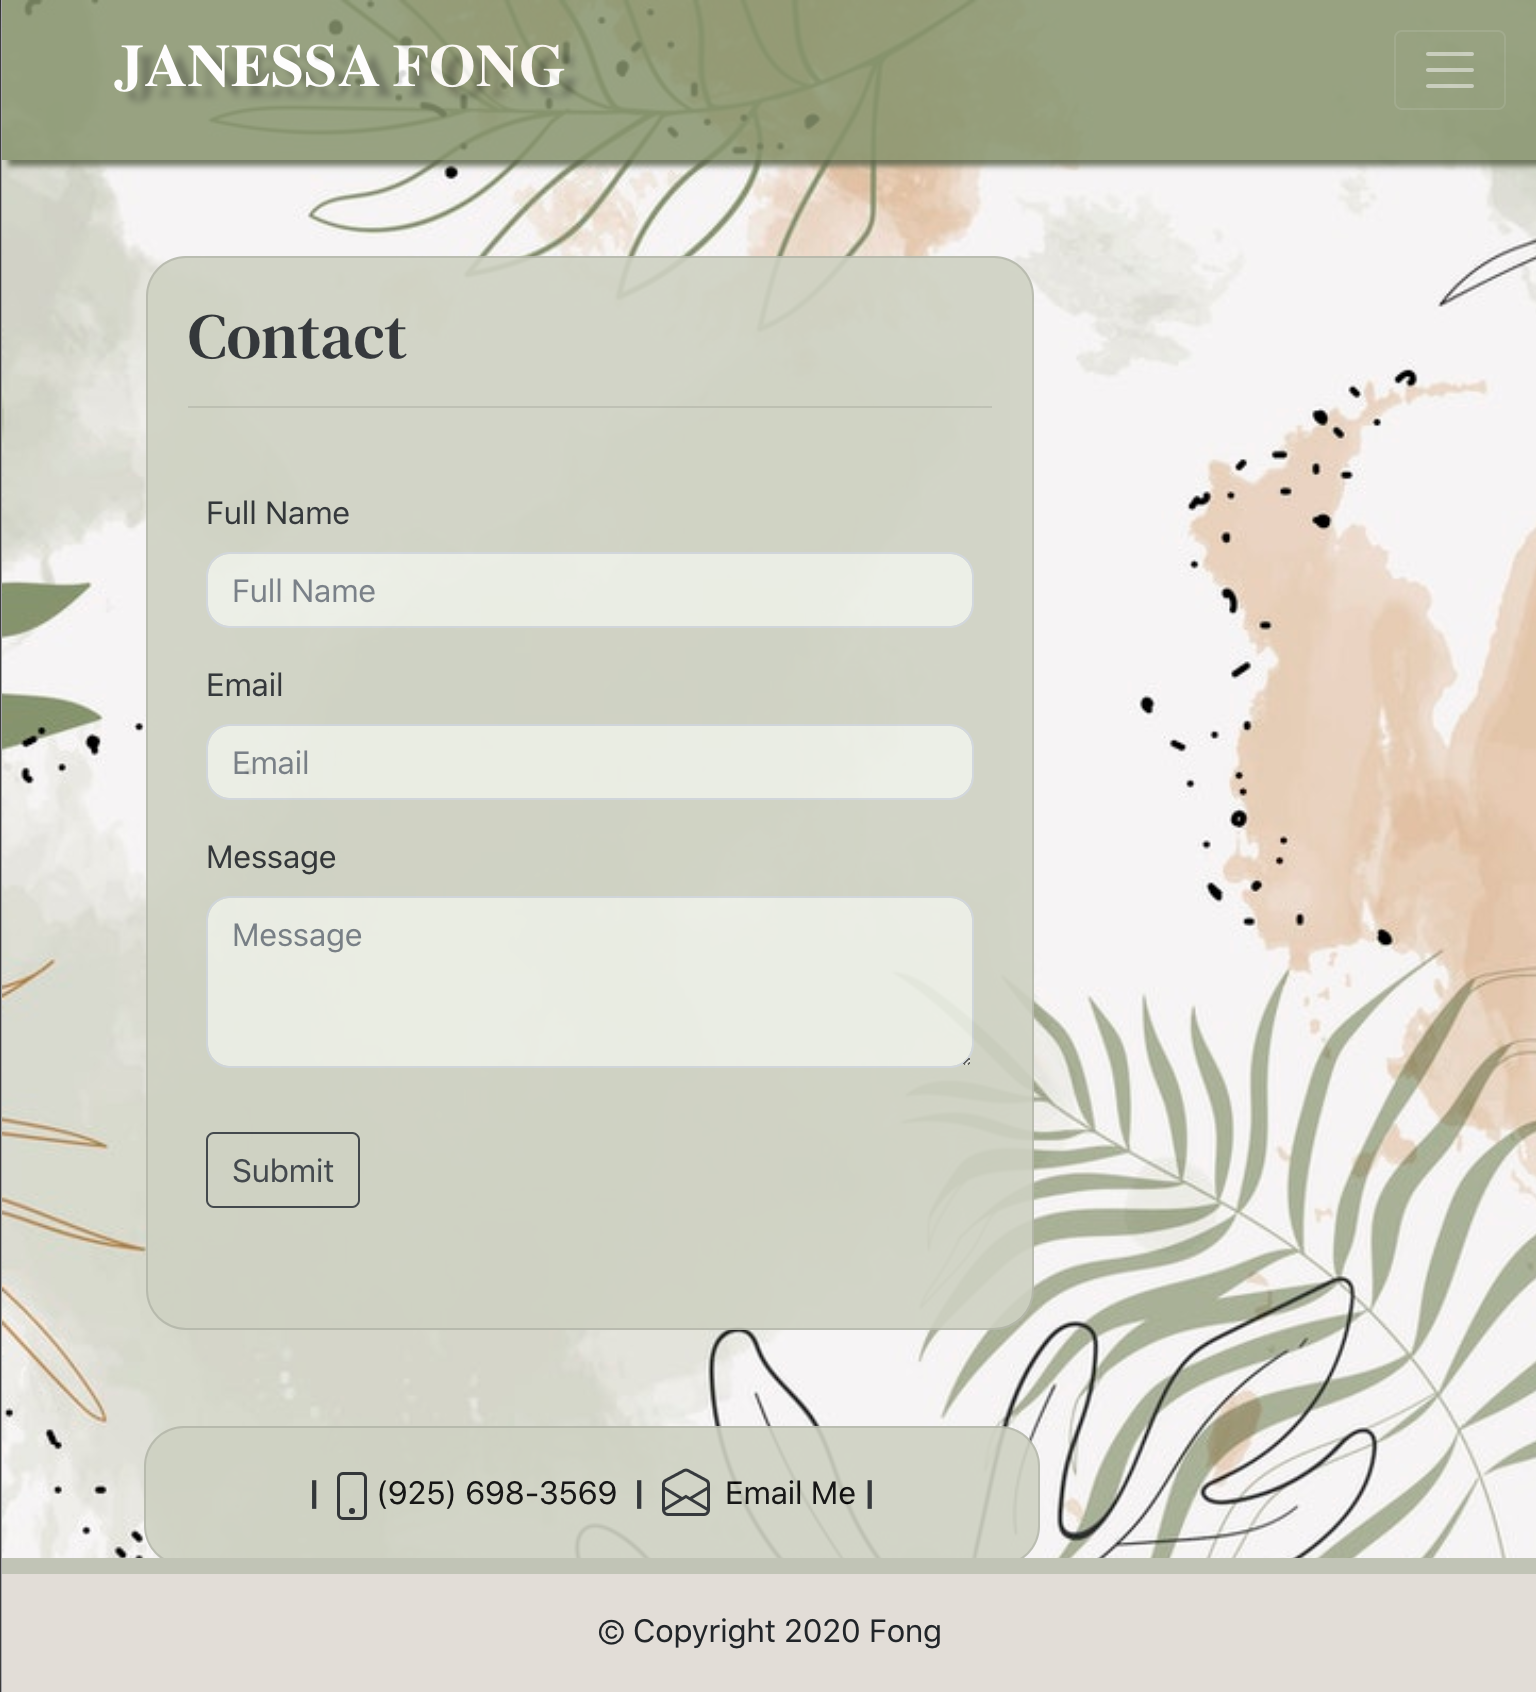 JANESSA FONG
Contact
Full Name
Full Name
Email
Email
Message
Message
Submit
| (925) 698-3569 | Email Me |
© Copyright 2020 Fong